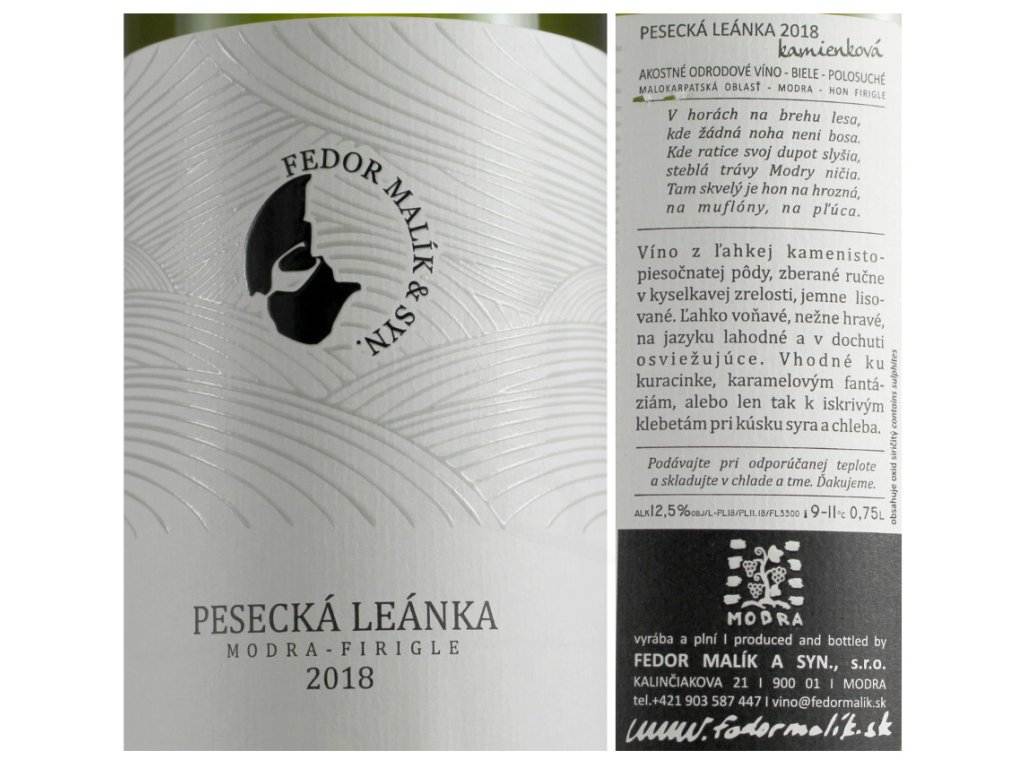 FEDOR MALÍK & SYN.
PESECKÁ LEÁNKA
MODRA-FIRIGLE
2018
PESECKÁ LEÁNKA 2018
kamienková
AKOSTNÉ ODRODOVÉ VÍNO - BIELE - POLOSUCHÉ
MALOKARPATSKÁ OBLASŤ - MODRA - HON FIRIGLE
V horách na brehu lesa,
kde žádná noha neni bosa.
Kde ratice svoj dupot slyšia,
steblá trávy Modry ničia.
Tam skvelý je hon na hrozná,
na muflóny, na pľúca.
Víno z ľahkej kamenisto-
piesočnatej pôdy, zberané ručne
v kyselkavej zrelosti, jemne liso-
vané. Ľahko voňavé, nežne hravé,
na jazyku lahodné a v dochuti
osviežujúce. Vhodné ku
kuracinke, karamelovým fantá-
ziám, alebo len tak k iskrivým
klebetám pri kúsku syra a chleba.
obsahuje oxid siričitý contains sulphites
Podávajte pri odporúčanej teplote
a skladujte v chlade a tme. Ďakujeme.
ALK12,5%OBJ/L-PL18/PL11.18/FL3300 9-11°C 0,75L
MODRA
vyrába a plní I produced and bottled by
FEDOR MALÍK A SYN., s.r.o.
KALINČIAKOVA 21 I 900 01 I MODRA
tel.+421 903 587 447 I vino@fedormalik.sk
www.fedormalík.sk